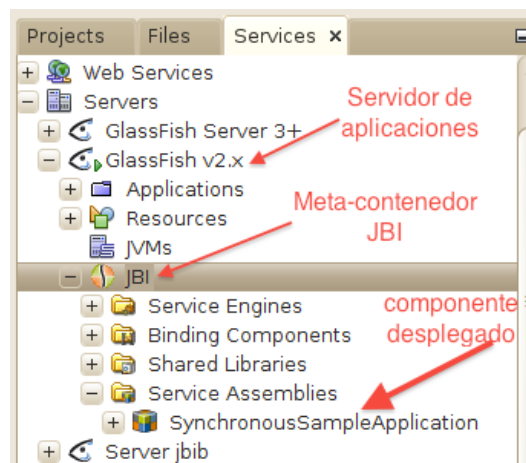 Projects Files Services ×
Web Services
Servers
Servidor de
aplicaciones
GlassFish Server 3+
GlassFish v2.x
Applications
Meta-contenedor
JBI
Resources
JVMs
JBI
Service Engines
componente
desplegado
Binding Components
Shared Libraries
Service Assemblies
SynchronousSampleApplication
Server jbib